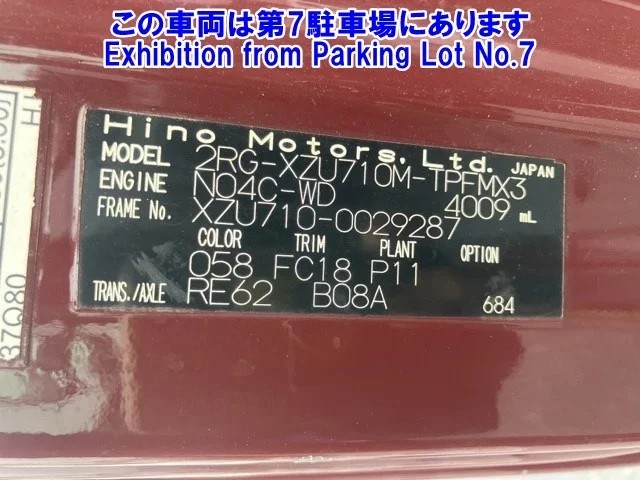 この車両は第7駐車場にあります
Exhibition from Parking Lot No.7
Hino Motors, Ltd. JAPAN
MODEL 2RG-XZU710M-TPFMX3
ENGINE N04C-WD 4009 mL
FRAME No. XZU710-0029287
COLOR TRIM PLANT OPTION
058 FC18 P11
TRANS./AXLE RE62 B08A 684
37Q80